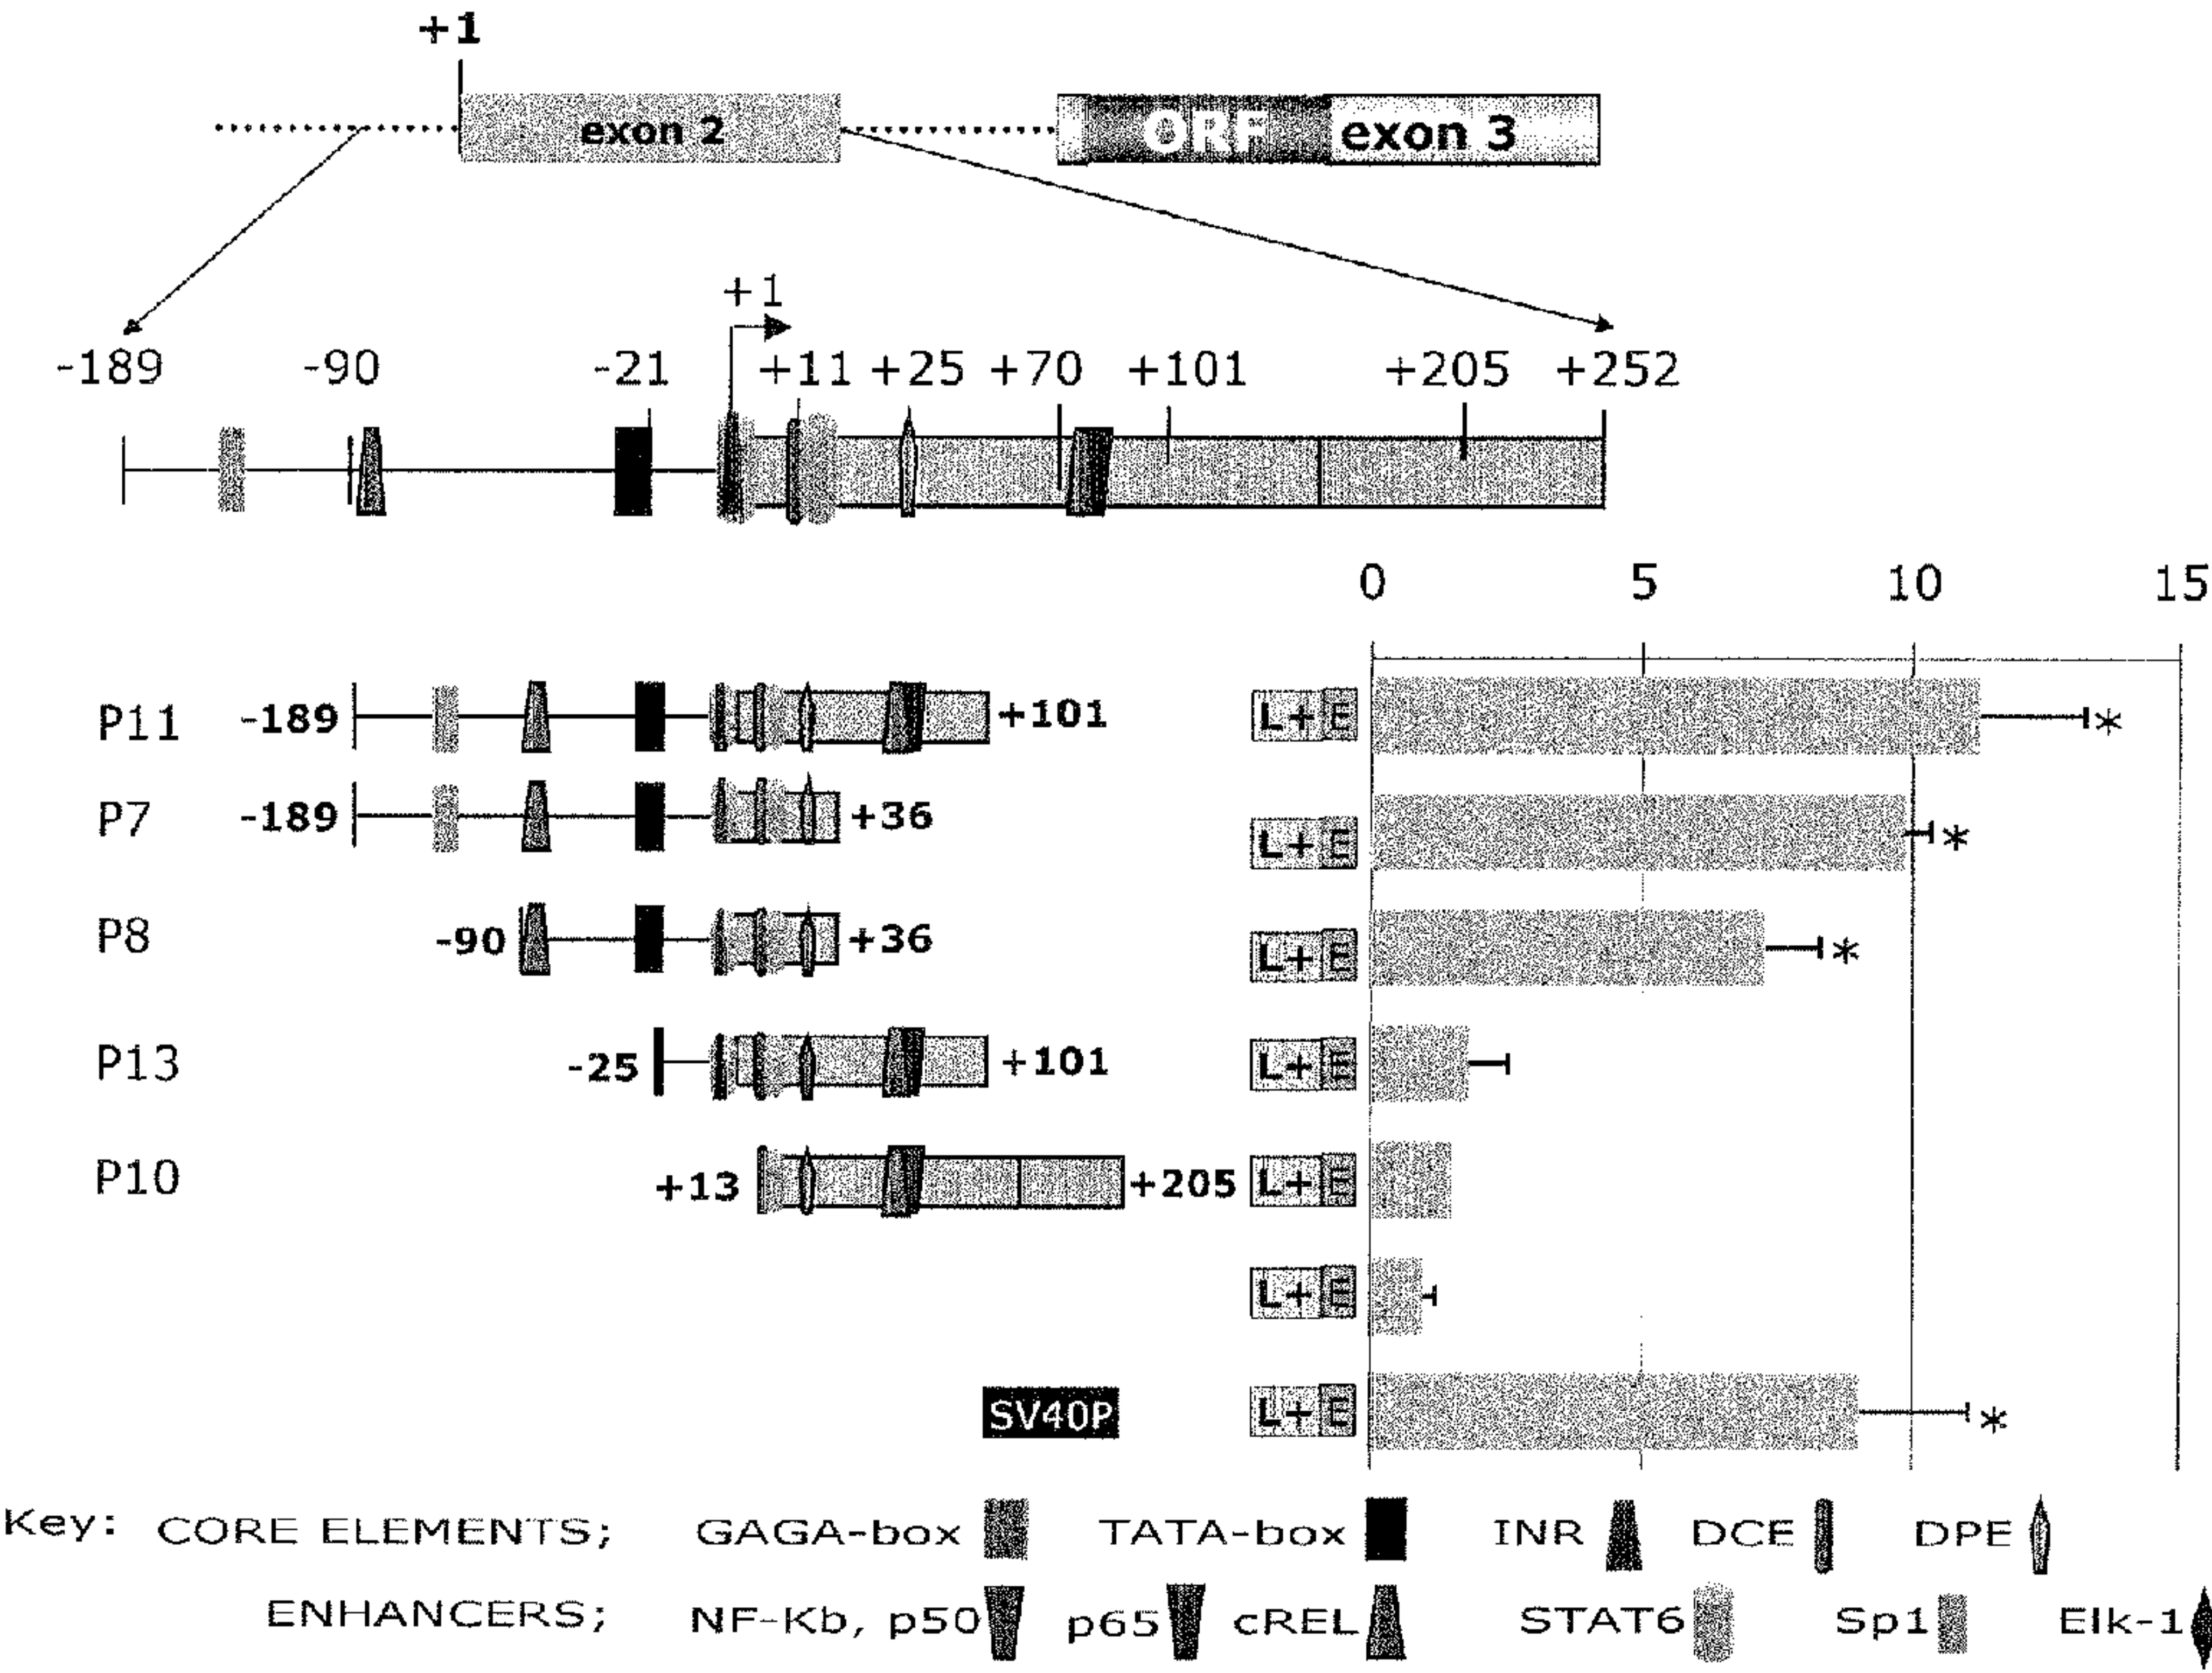 +1
exon 2 ORF exon 3
+1
-189 -90 -21 +11 +25 +70 +101 +205 +252
0 5 10 15
P11 -189 +101 L+ E *
P7 -189 +36 L+ E *
P8 -90 +36 L+ E *
P13 -25 +101 L+ E
P10 +13 +205 L+ E
L+ E
SV40P L+ E *
Key: CORE ELEMENTS; GAGA-box TATA-box INR DCE DPE
ENHANCERS; NF-Kb, p50 p65 cREL STAT6 Sp1 Elk-1